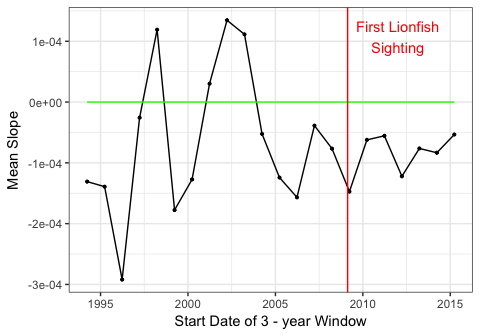 First Lionfish
Sighting
1e-04
0e+00
-1e-04
-2e-04
-3e-04
Mean Slope
1995
2000
2005
2010
2015
Start Date of 3 - year Window